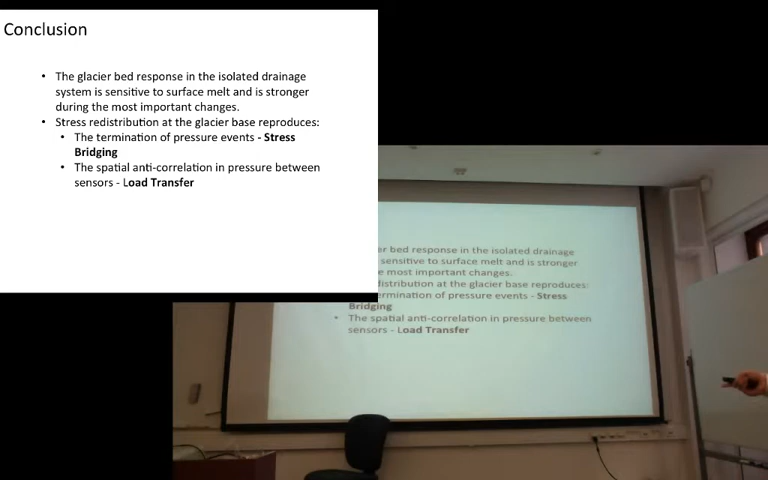 Conclusion
• The glacier bed response in the isolated drainage
system is sensitive to surface melt and is stronger
during the most important changes.
• Stress redistribution at the glacier base reproduces:
• The termination of pressure events - Stress
Bridging
• The spatial anti-correlation in pressure between
sensors - Load Transfer
er bed response in the isolated drainage
sensitive to surface melt and is stronger
e most important changes.
distribution at the glacier base reproduces:
ermination of pressure events - Stress
Bridging
• The spatial anti-correlation in pressure between
sensors - Load Transfer